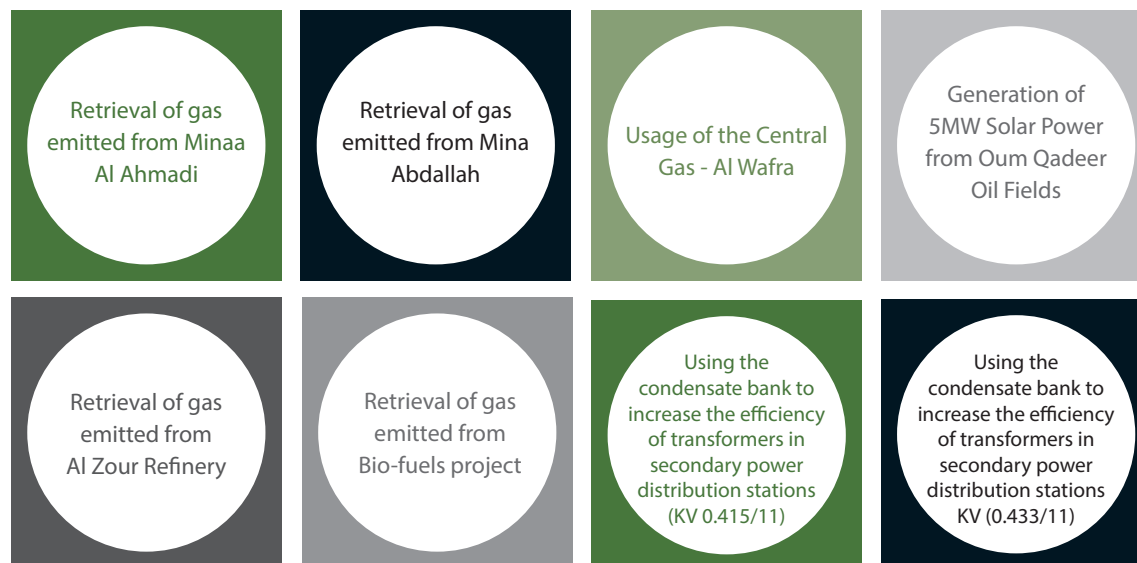 Retrieval of gas
emitted from Minaa
Al Ahmadi
Retrieval of gas
emitted from Mina
Abdallah
Usage of the Central
Gas - Al Wafra
Generation of
5MW Solar Power
from Oum Qadeer
Oil Fields
Retrieval of gas
emitted from
Al Zour Refinery
Retrieval of gas
emitted from
Bio-fuels project
Using the
condensate bank to
increase the efficiency
of transformers in
secondary power
distribution stations
(KV 0.415/11)
Using the
condensate bank to
increase the efficiency
of transformers in
secondary power
distribution stations
KV (0.433/11)